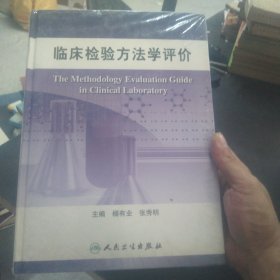 临床检验方法学评价
The Methodology Evaluation Guide
in Clinical Laboratory
主编 杨有业 张秀明
人民卫生出版社